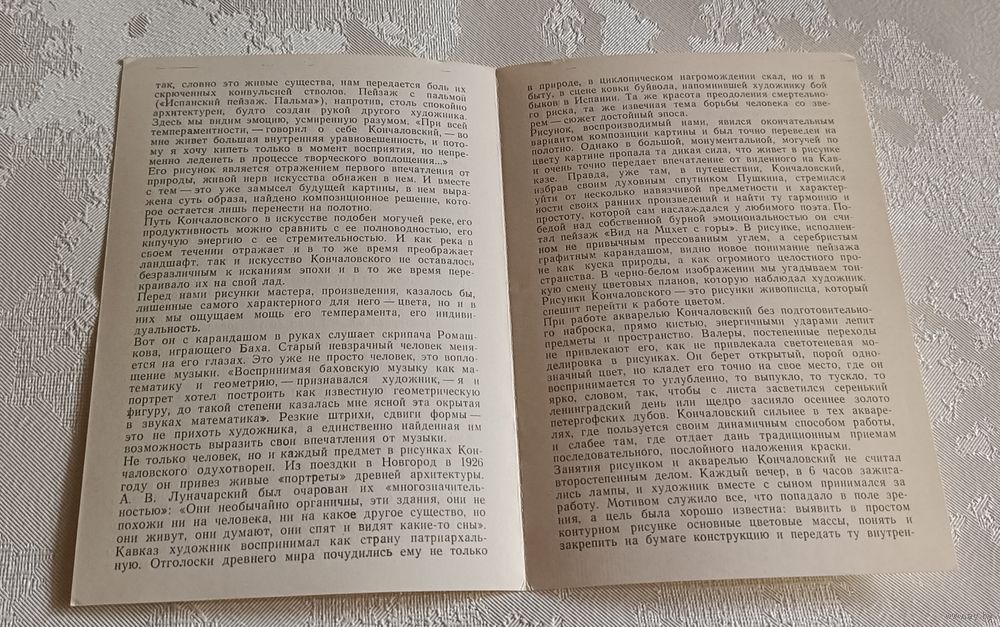 так, словно это живые существа, нам передается боль их
скрюченных конвульсией стволов. Пейзаж с пальмой
(«Испанский пейзаж. Пальма»), напротив, столь спокойно
архитектурен, будто создан рукой другого художника.
Здесь мы видим эмоцию, усмиренную разумом. «При всей
темпераментности, — говорил о себе Кончаловский, — во
мне живет большая внутренняя уравновешенность, и пото-
му я хочу кипеть только в момент восприятия, но непре-
менно леденеть в процессе творческого воплощения...»
Его рисунок является отражением первого впечатления от
природы, живой нерв искусства обнажен в нем. И вместе
с тем — это уже замысел будущей картины, в нем выра-
жена суть образа, найдено композиционное решение, кото-
рое остается лишь перенести на полотно.
Путь Кончаловского в искусстве подобен могучей реке, его
продуктивность можно сравнить с ее полноводностью, его
кипучую энергию с ее стремительностью. И как река в
своем течении отражает и в то же время преображает
ландшафт, так и искусство Кончаловского не оставалось
безразличным к исканиям эпохи и в то же время пере-
краивало их на свой лад.
Перед нами рисунки мастера, произведения, казалось бы,
лишенные самого характерного для него — цвета, но и в
них мы ощущаем мощь его темперамента, его индиви-
дуальность.
Вот он с карандашом в руках слушает скрипача Ромаш-
кова, играющего Баха. Старый невзрачный человек меня-
ется на его глазах. Это уже не просто человек, это вопло-
щение музыки. «Воспринимая баховскую музыку как ма-
тематику и геометрию, — признавался художник, — я и
портрет хотел построить как известную геометрическую
фигуру, до такой степени казалась мне ясной эта открытая
в звуках математика». Резкие штрихи, сдвиги формы —
это не прихоть художника, а единственно найденная им
возможность выразить свои впечатления от музыки.
Не только человек, но и каждый предмет в рисунках Кон-
чаловского одухотворен. Из поездки в Новгород в 1926
году он привез живые «портреты» древней архитектуры.
А. В. Луначарский был очарован их «многозначитель-
ностью»: «Они необычайно органичны, эти здания, они не
похожи ни на человека, ни на какое другое существо, но
они живут, они думают, они спят и видят какие-то сны».
Кавказ художник воспринимал как страну патриархаль-
ную. Отголоски древнего мира почудились ему не только
в природе, в циклопическом нагромождении скал, но и в
быту, в сцене ковки буйвола, напомнившей художнику бой
быков в Испании. Та же красота преодоления смертельно-
го риска, та же извечная тема борьбы человека со зве-
рем — сюжет достойный эпоса.
Рисунок, воспроизводимый нами, явился окончательным
вариантом композиции картины и был точно переведен на
полотно. Однако в большой, монументальной, могучей по
цвету картине пропала та дикая сила, что живет в рисунке
и очень точно передает впечатление от виденного на Кав-
казе. Правда, уже там, в путешествии, Кончаловский,
избрав своим духовным спутником Пушкина, стремился
уйти от несколько навязчивой предметности и характер-
ности своих ранних произведений и найти ту гармонию и
простоту, которой сам наслаждался у любимого поэта. По-
бедой над собственной бурной эмоциональностью он счи-
тал пейзаж «Вид на Мцхет с горы». В рисунке, исполнен-
ном не привычным прессованным углем, а серебристым
графитным карандашом, видно новое понимание пейзажа
не как куска природы, а как огромного целостного про-
странства. В черно-белом изображении мы угадываем тон-
кую смену цветовых планов, которую наблюдал художник.
Рисунки Кончаловского — это рисунки живописца, который
спешит перейти к работе цветом.
При работе акварелью Кончаловский без подготовительно-
го наброска, прямо кистью, энергичными ударами лепит
предметы и пространство. Валеры, постепенные переходы
не привлекают его, как не привлекала светотеневая мо-
делировка в рисунках. Он берет открытый, порой одно-
значный цвет, но кладет его точно на свое место, где он
воспринимается то углубленно, то выпукло, то тускло, то
ярко, словом, так, чтобы с листа засветился серенький
ленинградский день или щедро засияло осеннее золото
петергофских дубов. Кончаловский сильнее в тех акваре-
лях, где пользуется своим динамичным способом работы,
и слабее там, где отдает дань традиционным приемам
последовательного, послойного наложения краски.
Занятия рисунком и акварелью Кончаловский не считал
второстепенным делом. Каждый вечер, в 6 часов зажига-
лись лампы, и художник вместе с сыном принимался за
работу. Мотивом служило все, что попадало в поле зре-
ния, а цель была хорошо известна: выявить в простом
контурном рисунке основные цветовые массы, понять и
закрепить на бумаге конструкцию и передать ту внутрен-